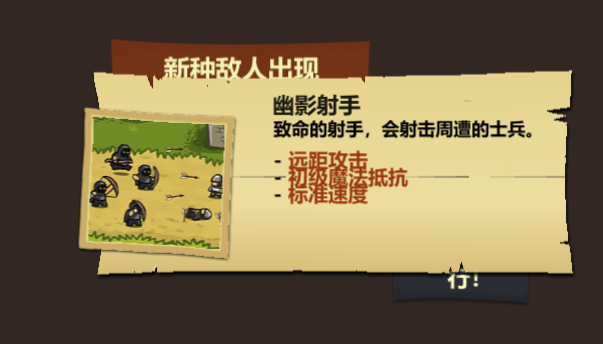 新种敌人出现
幽影射手
致命的射手，会射击周遭的士兵。
- 远距攻击
- 初级魔法抵抗
- 标准速度
行！